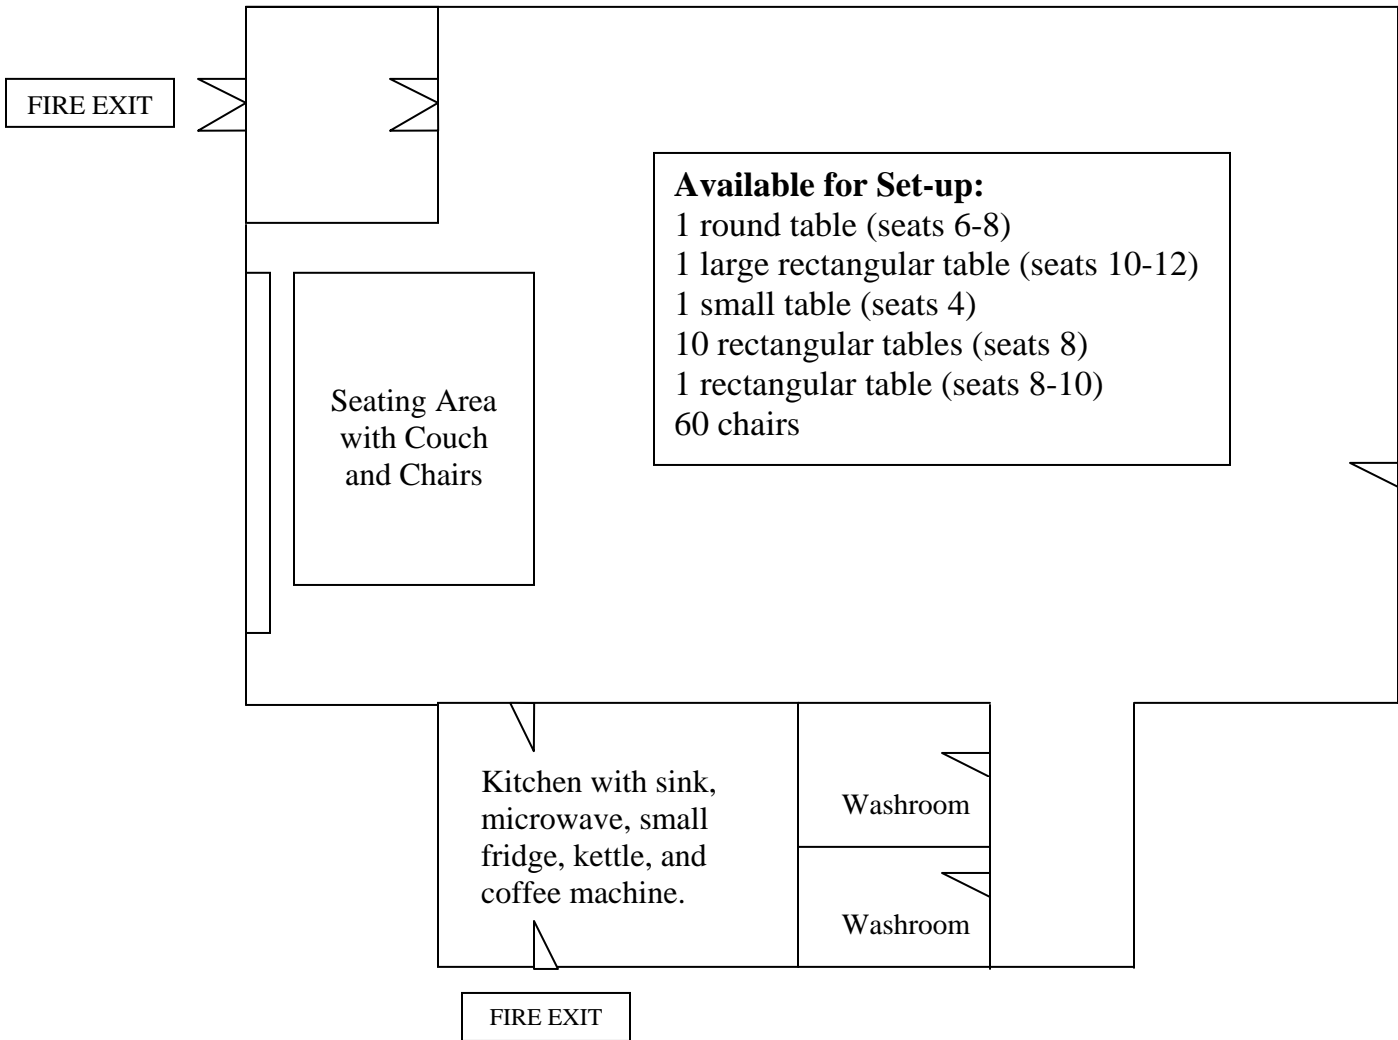 FIRE EXIT
Available for Set-up:
1 round table (seats 6-8)
1 large rectangular table (seats 10-12)
1 small table (seats 4)
10 rectangular tables (seats 8)
1 rectangular table (seats 8-10)
60 chairs
Seating Area
with Couch
and Chairs
Kitchen with sink,
microwave, small
fridge, kettle, and
coffee machine.
Washroom
Washroom
FIRE EXIT